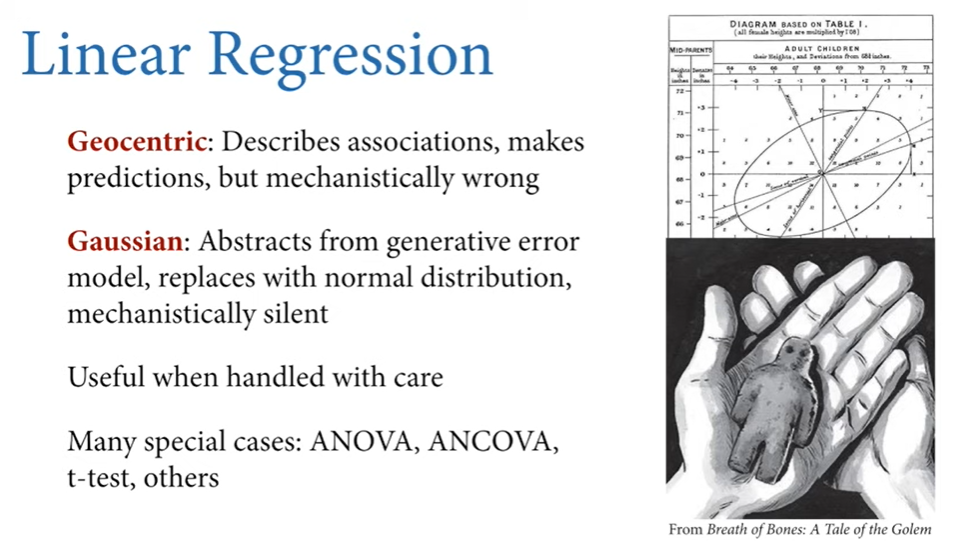 Linear Regression
Geocentric: Describes associations, makes
predictions, but mechanistically wrong
Gaussian: Abstracts from generative error
model, replaces with normal distribution,
mechanistically silent
Useful when handled with care
Many special cases: ANOVA, ANCOVA,
t-test, others
DIAGRAM BASED ON TABLE I.
(all female heights are multiplied by 1.08)
MID-PARENTS
ADULT CHILDREN
their Heights, and Deviations from 68¼ inches.
Heights in inches
Deviates in inches
64 65 66 67 68 69 70 71 72 73
-4 -3 -2 -1 0 +1 +2 +3 +4
72
71
70
69
68
67
66
+3
+2
+1
0
-1
-2
From Breath of Bones: A Tale of the Golem